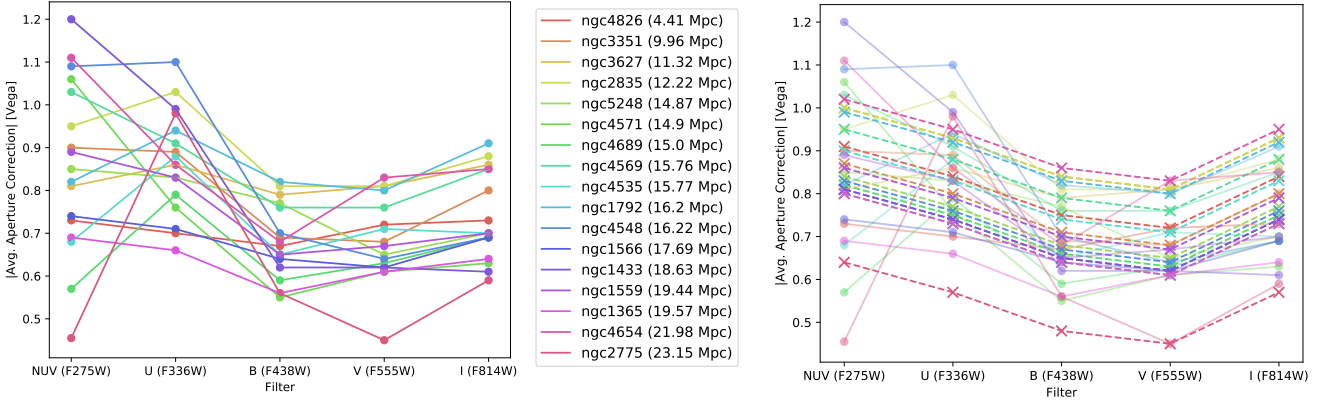 |Avg. Aperture Correction| [Vega]
1.2
1.1
1.0
0.9
0.8
0.7
0.6
0.5
NUV (F275W)
U (F336W)
B (F438W)
V (F555W)
I (F814W)
Filter
ngc4826 (4.41 Mpc)
ngc3351 (9.96 Mpc)
ngc3627 (11.32 Mpc)
ngc2835 (12.22 Mpc)
ngc5248 (14.87 Mpc)
ngc4571 (14.9 Mpc)
ngc4689 (15.0 Mpc)
ngc4569 (15.76 Mpc)
ngc4535 (15.77 Mpc)
ngc1792 (16.2 Mpc)
ngc4548 (16.22 Mpc)
ngc1566 (17.69 Mpc)
ngc1433 (18.63 Mpc)
ngc1559 (19.44 Mpc)
ngc1365 (19.57 Mpc)
ngc4654 (21.98 Mpc)
ngc2775 (23.15 Mpc)
|Avg. Aperture Correction| [Vega]
1.2
1.1
1.0
0.9
0.8
0.7
0.6
0.5
NUV (F275W)
U (F336W)
B (F438W)
V (F555W)
I (F814W)
Filter